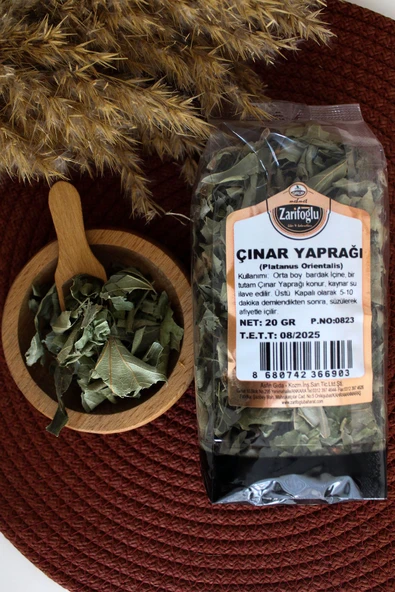 Zarifoğlu
ÇINAR YAPRAĞI
(Platanus Orientalis)
Kullanımı: Orta boy bardak içine, bir
tutam Çınar Yaprağı konur, kaynar su
ilave edilir. Üstü Kapalı olarak 5-10
dakika demlendikten sonra, süzülerek
afiyetle içilir.
NET: 20 GR P.NO:0823
T.E.T.T: 08/2025
8 680742 366903